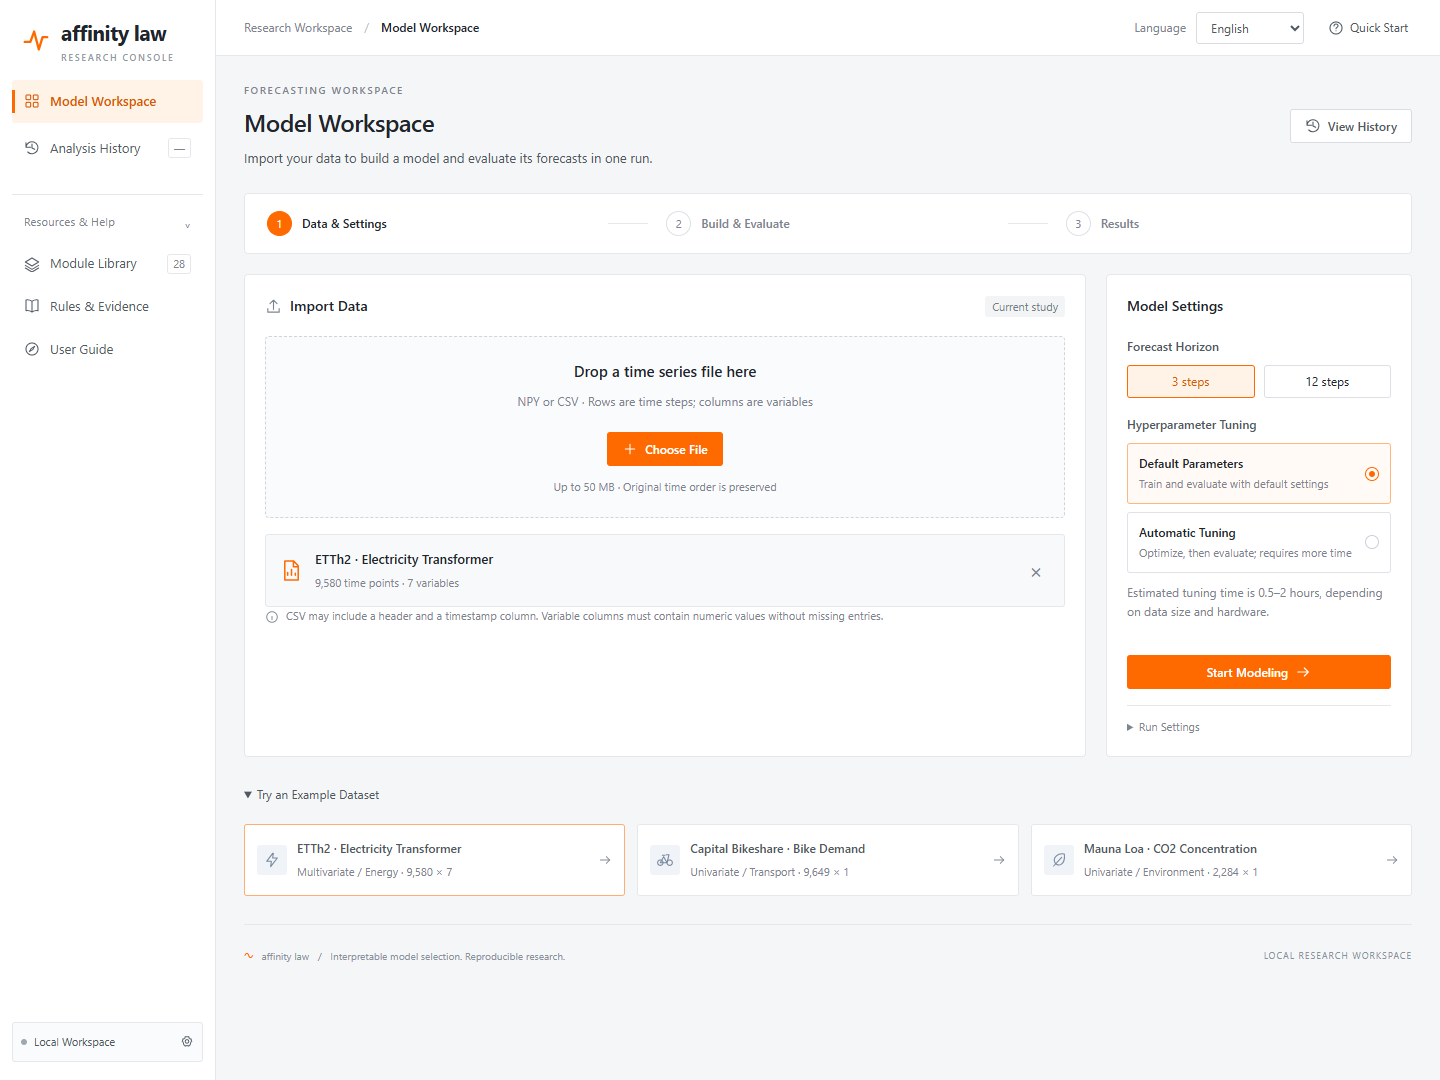 affinity law
RESEARCH CONSOLE
Model Workspace
Analysis History —
Resources & Help
Module Library 28
Rules & Evidence
User Guide
Local Workspace
Research Workspace / Model Workspace
Language English
Quick Start
FORECASTING WORKSPACE
Model Workspace
Import your data to build a model and evaluate its forecasts in one run.
View History
1 Data & Settings
2 Build & Evaluate
3 Results
Import Data
Current study
Drop a time series file here
NPY or CSV · Rows are time steps; columns are variables
+ Choose File
Up to 50 MB · Original time order is preserved
ETTh2 · Electricity Transformer
9,580 time points · 7 variables
CSV may include a header and a timestamp column. Variable columns must contain numeric values without missing entries.
Model Settings
Forecast Horizon
3 steps
12 steps
Hyperparameter Tuning
Default Parameters
Train and evaluate with default settings
Automatic Tuning
Optimize, then evaluate; requires more time
Estimated tuning time is 0.5–2 hours, depending
on data size and hardware.
Start Modeling →
Run Settings
Try an Example Dataset
ETTh2 · Electricity Transformer
Multivariate / Energy · 9,580 × 7
Capital Bikeshare · Bike Demand
Univariate / Transport · 9,649 × 1
Mauna Loa · CO2 Concentration
Univariate / Environment · 2,284 × 1
affinity law / Interpretable model selection. Reproducible research.
LOCAL RESEARCH WORKSPACE